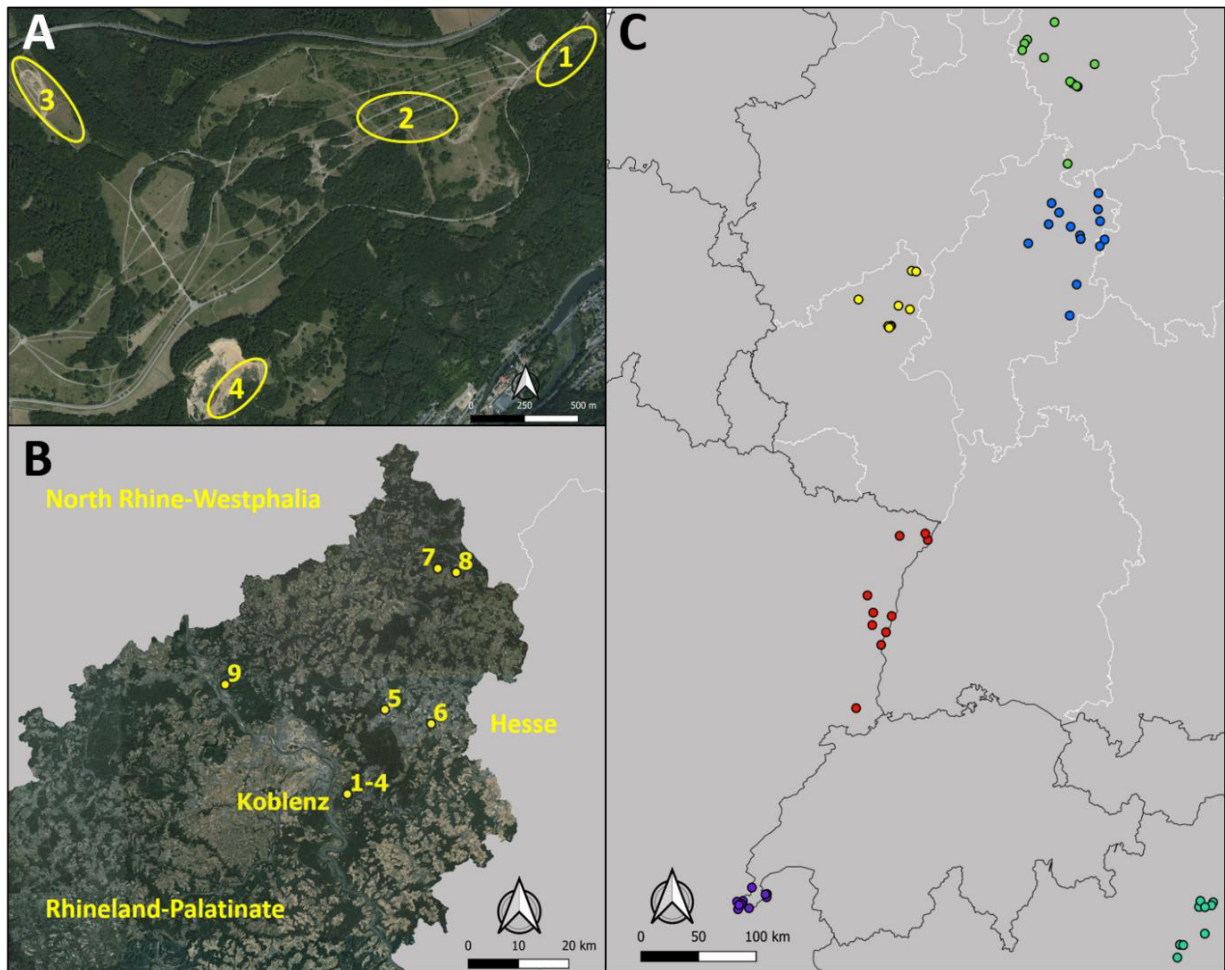 A
1
3
2
4
0 250 500 m
B
North Rhine-Westphalia
7 8
9
5
6
Hesse
1-4
Koblenz
Rhineland-Palatinate
0 10 20 km
C
0 50 100 km